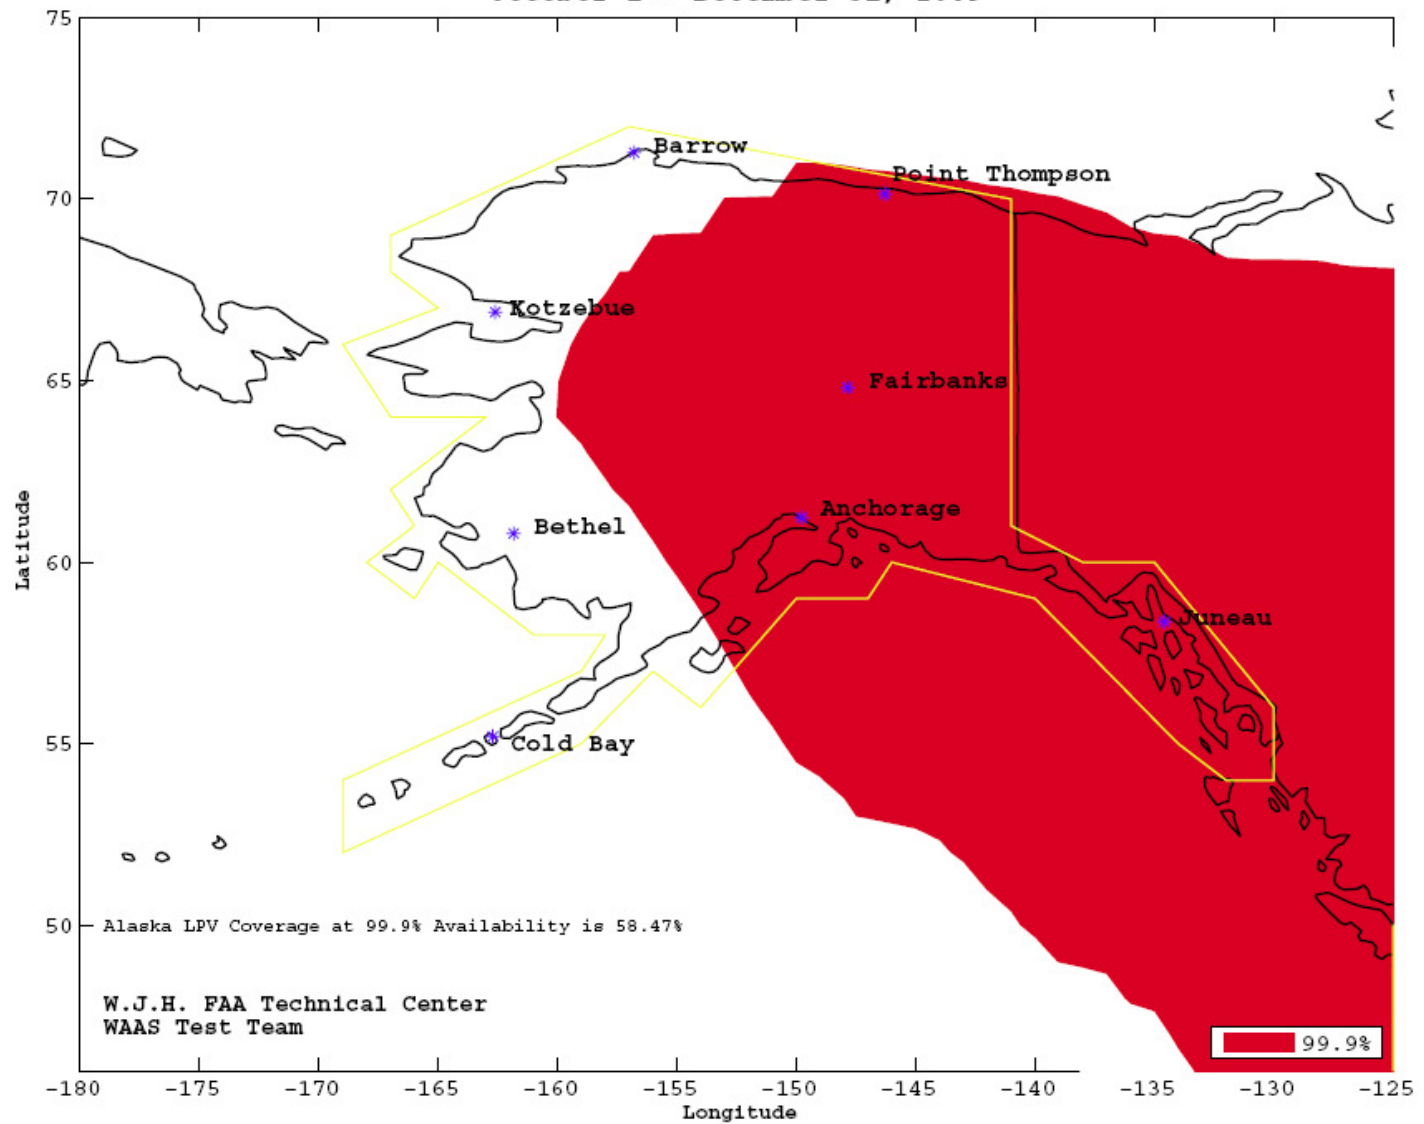 75
70
65
60
55
50
Latitude
Barrow
Point Thompson
Kotzebue
Fairbanks
Anchorage
Bethel
Juneau
Cold Bay
Alaska LPV Coverage at 99.9% Availability is 58.47%
W.J.H. FAA Technical Center
WAAS Test Team
99.9%
-180 -175 -170 -165 -160 -155 -150 -145 -140 -135 -130 -125
Longitude